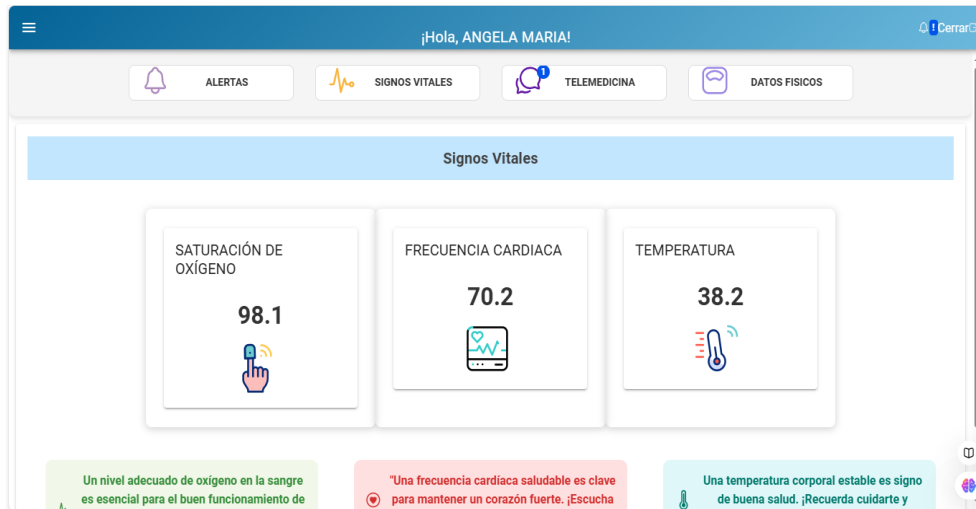 ¡Hola, ANGELA MARIA!
! Cerrar
ALERTAS
SIGNOS VITALES
1
TELEMEDICINA
DATOS FISICOS
Signos Vitales
SATURACIÓN DE
OXÍGENO
98.1
FRECUENCIA CARDIACA
70.2
TEMPERATURA
38.2
Un nivel adecuado de oxígeno en la sangre
es esencial para el buen funcionamiento de
"Una frecuencia cardíaca saludable es clave
para mantener un corazón fuerte. ¡Escucha
Una temperatura corporal estable es signo
de buena salud. ¡Recuerda cuidarte y